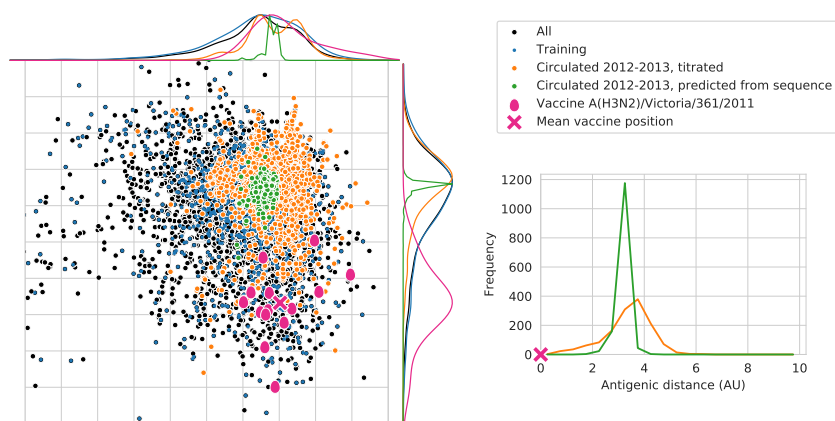 All
Training
Circulated 2012-2013, titrated
Circulated 2012-2013, predicted from sequence
Vaccine A(H3N2)/Victoria/361/2011
Mean vaccine position
1200
1000
800
600
400
200
0
Frequency
0 2 4 6 8 10
Antigenic distance (AU)